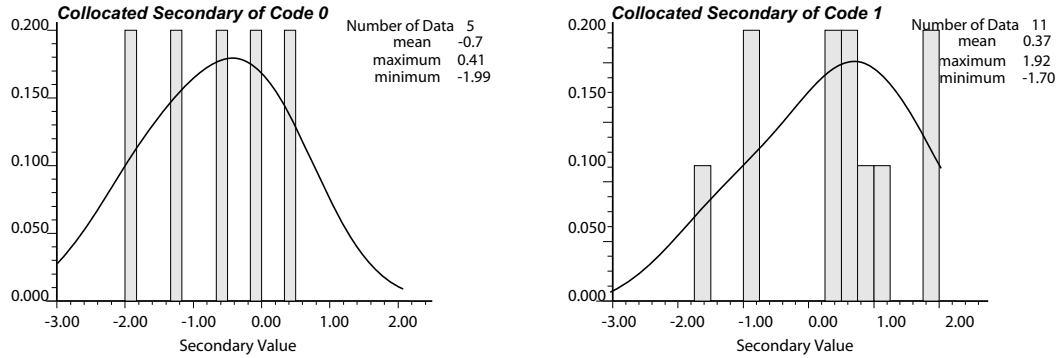 Collocated Secondary of Code 0
Number of Data 5
mean -0.7
maximum 0.41
minimum -1.99
0.200
0.150
0.100
0.050
0.000
-3.00 -2.00 -1.00 0.00 1.00 2.00
Secondary Value
Collocated Secondary of Code 1
Number of Data 11
mean 0.37
maximum 1.92
minimum -1.70
0.200
0.150
0.100
0.050
0.000
-3.00 -2.00 -1.00 0.00 1.00 2.00
Secondary Value